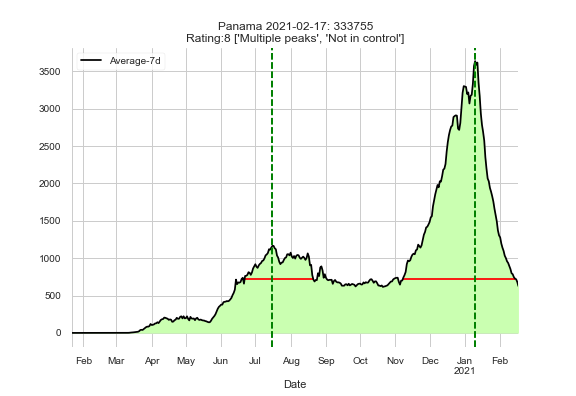 Panama 2021-02-17: 333755
Rating:8 ['Multiple peaks', 'Not in control']
Average-7d
3500
3000
2500
2000
1500
1000
500
0
Feb Mar Apr May Jun Jul Aug Sep Oct Nov Dec Jan Feb
2021
Date